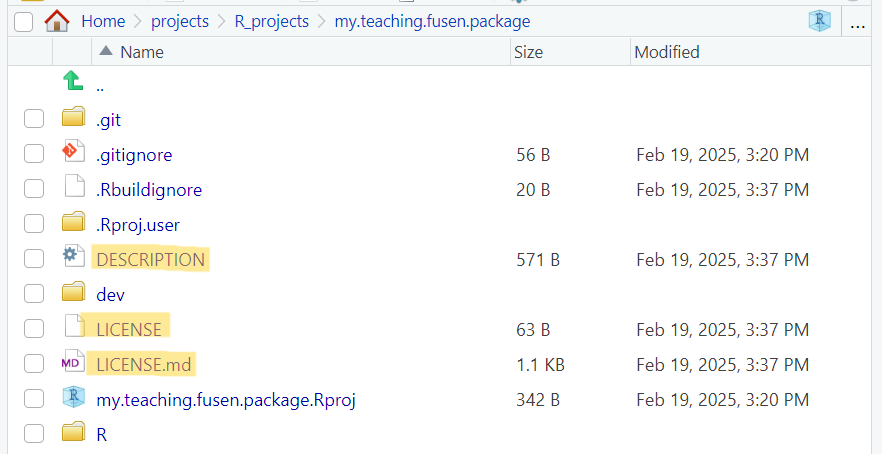 Home projects R_projects my.teaching.fusen.package R ...
Name Size Modified
..
.git
.gitignore 56 B Feb 19, 2025, 3:20 PM
.Rbuildignore 20 B Feb 19, 2025, 3:37 PM
.Rproj.user
DESCRIPTION 571 B Feb 19, 2025, 3:37 PM
dev
LICENSE 63 B Feb 19, 2025, 3:37 PM
MD LICENSE.md 1.1 KB Feb 19, 2025, 3:37 PM
R my.teaching.fusen.package.Rproj 342 B Feb 19, 2025, 3:20 PM
R